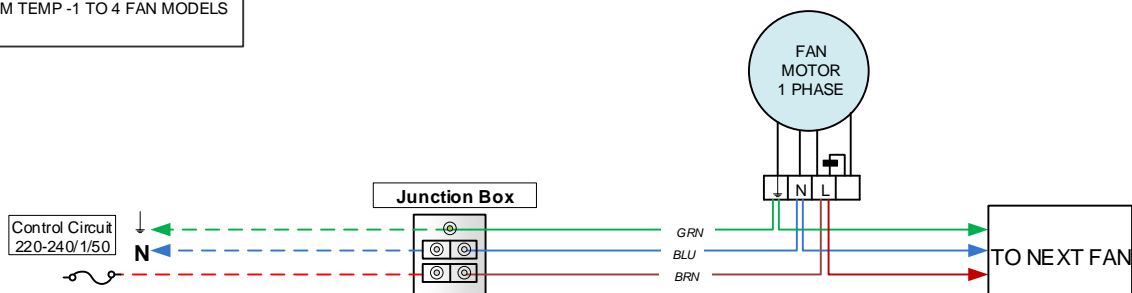 M TEMP -1 TO 4 FAN MODELS
FAN
MOTOR
1 PHASE
N L
Junction Box
Control Circuit
220-240/1/50
N
GRN
BLU
BRN
TO NEXT FAN